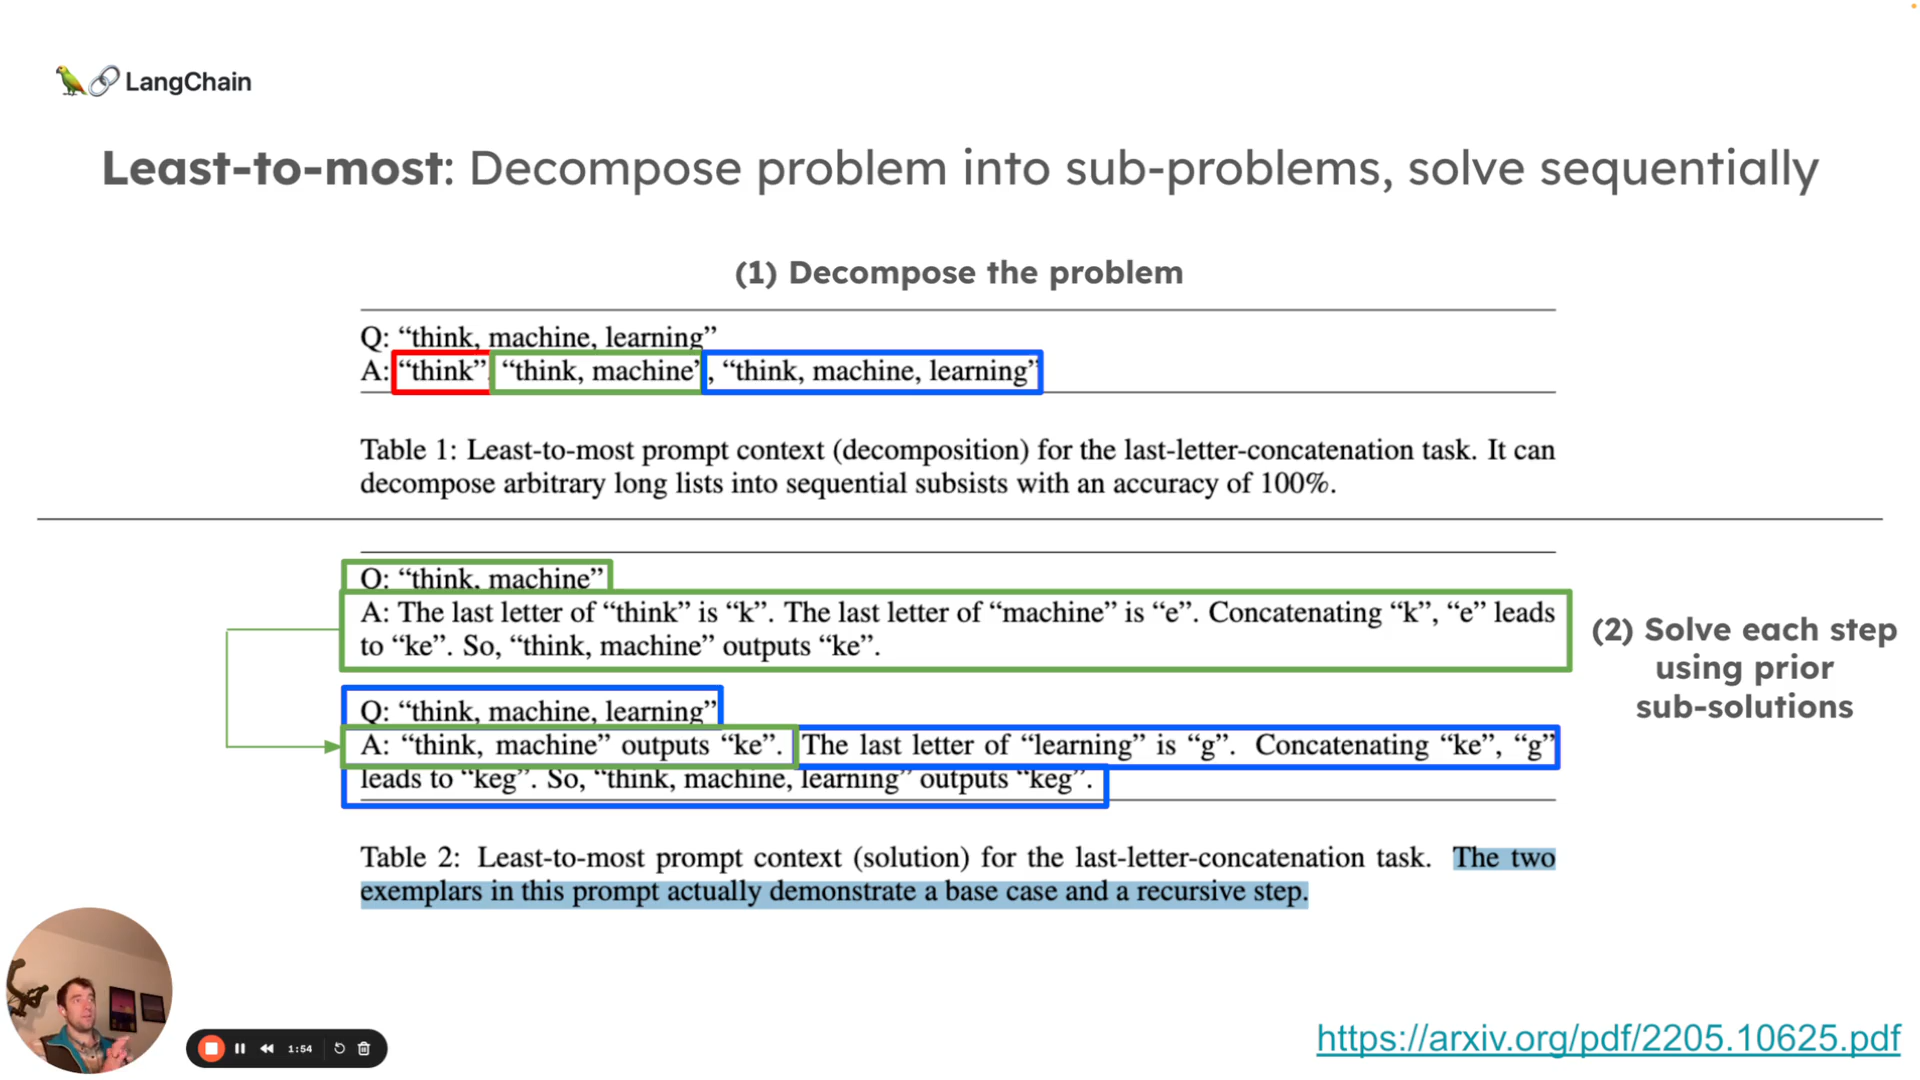 LangChain
Least-to-most: Decompose problem into sub-problems, solve sequentially
(1) Decompose the problem
Q: “think, machine, learning”
A: “think”, “think, machine”, “think, machine, learning”
Table 1: Least-to-most prompt context (decomposition) for the last-letter-concatenation task. It can
decompose arbitrary long lists into sequential subsists with an accuracy of 100%.
Q: “think, machine”
A: The last letter of “think” is “k”. The last letter of “machine” is “e”. Concatenating “k”, “e” leads
to “ke”. So, “think, machine” outputs “ke”.
(2) Solve each step
using prior
sub-solutions
Q: “think, machine, learning”
A: “think, machine” outputs “ke”. The last letter of “learning” is “g”. Concatenating “ke”, “g”
leads to “keg”. So, “think, machine, learning” outputs “keg”.
Table 2: Least-to-most prompt context (solution) for the last-letter-concatenation task. The two
exemplars in this prompt actually demonstrate a base case and a recursive step.
1:54
https://arxiv.org/pdf/2205.10625.pdf